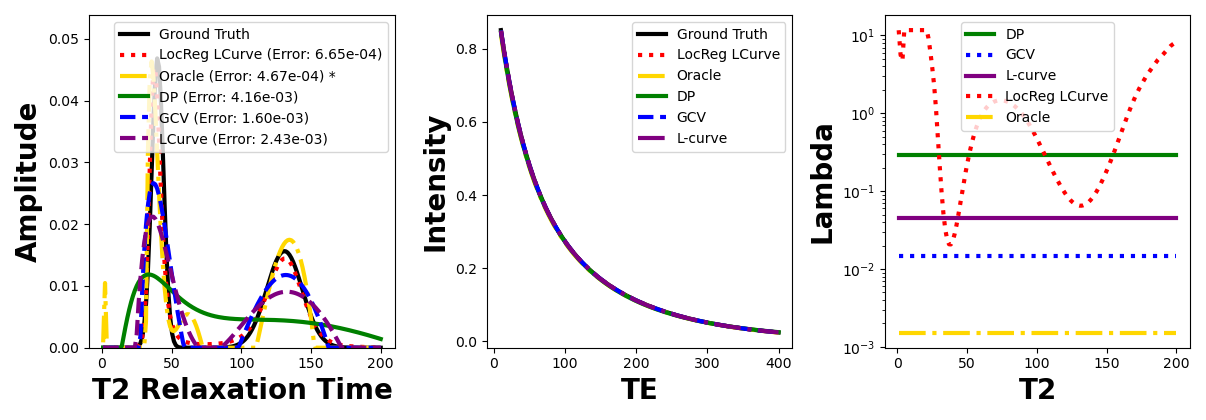 Amplitude
0.05
0.04
0.03
0.02
0.01
0.00
Ground Truth
LocReg LCurve (Error: 6.65e-04)
Oracle (Error: 4.67e-04) *
DP (Error: 4.16e-03)
GCV (Error: 1.60e-03)
LCurve (Error: 2.43e-03)
0 50 100 150 200
T2 Relaxation Time
Intensity
0.8
0.6
0.4
0.2
0.0
Ground Truth
LocReg LCurve
Oracle
DP
GCV
L-curve
0 100 200 300 400
TE
Lambda
10¹
10⁰
10⁻¹
10⁻²
10⁻³
DP
GCV
L-curve
LocReg LCurve
Oracle
0 50 100 150 200
T2